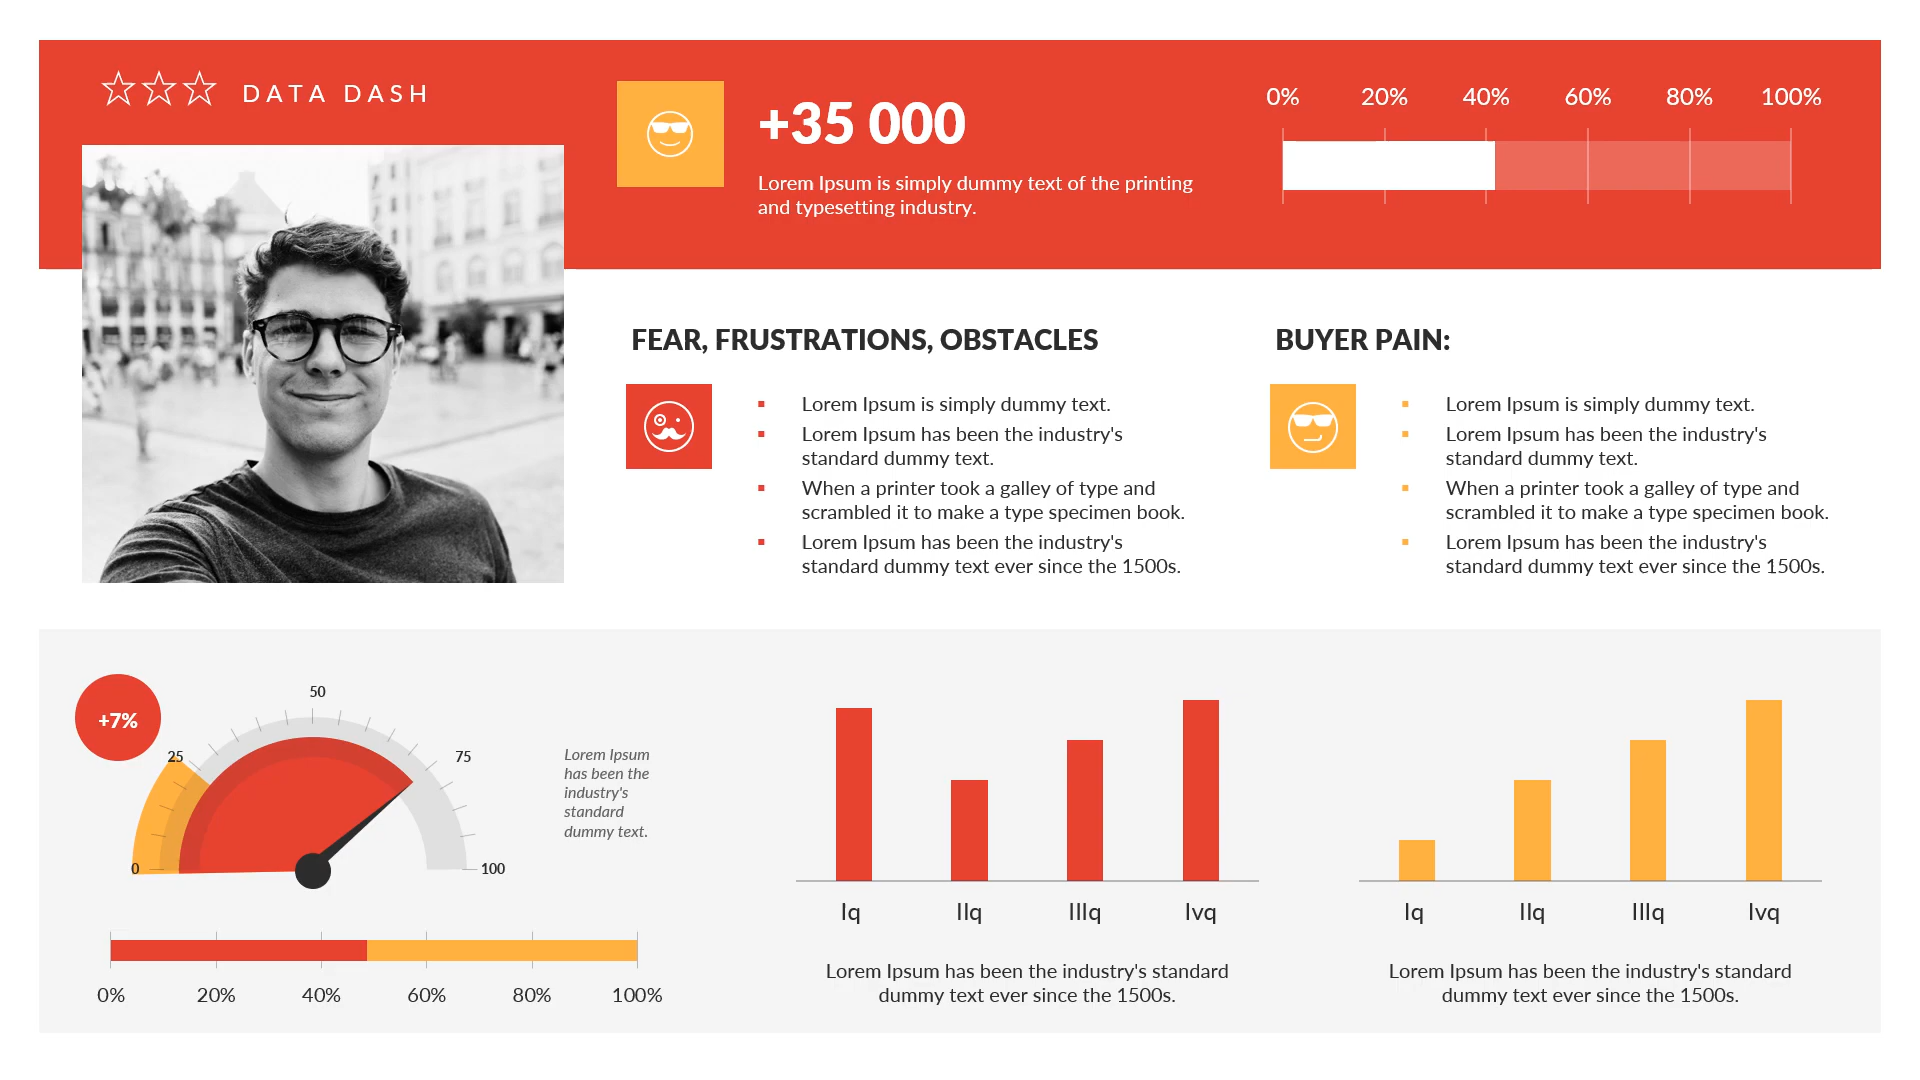 DATA DASH
+35 000
Lorem Ipsum is simply dummy text of the printing
and typesetting industry.
0% 20% 40% 60% 80% 100%
FEAR, FRUSTRATIONS, OBSTACLES
Lorem Ipsum is simply dummy text.
Lorem Ipsum has been the industry's
standard dummy text.
When a printer took a galley of type and
scrambled it to make a type specimen book.
Lorem Ipsum has been the industry's
standard dummy text ever since the 1500s.
BUYER PAIN:
Lorem Ipsum is simply dummy text.
Lorem Ipsum has been the industry's
standard dummy text.
When a printer took a galley of type and
scrambled it to make a type specimen book.
Lorem Ipsum has been the industry's
standard dummy text ever since the 1500s.
+7%
0
25
50
75
100
Lorem Ipsum
has been the
industry's
standard
dummy text.
0% 20% 40% 60% 80% 100%
Iq IIq IIIq Ivq
Lorem Ipsum has been the industry's standard
dummy text ever since the 1500s.
Iq IIq IIIq Ivq
Lorem Ipsum has been the industry's standard
dummy text ever since the 1500s.